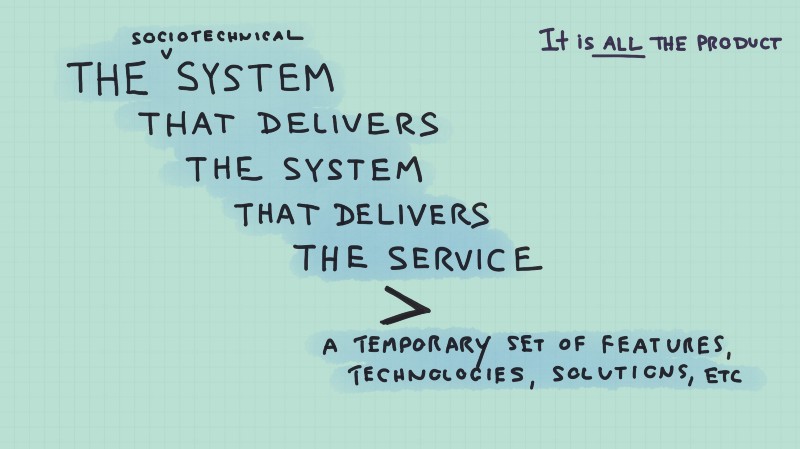 SOCIOTECHNICAL
THE ˅ SYSTEM
THAT DELIVERS
THE SYSTEM
THAT DELIVERS
THE SERVICE
>
A TEMPORARY SET OF FEATURES,
TECHNOLOGIES, SOLUTIONS, ETC
It is ALL THE PRODUCT